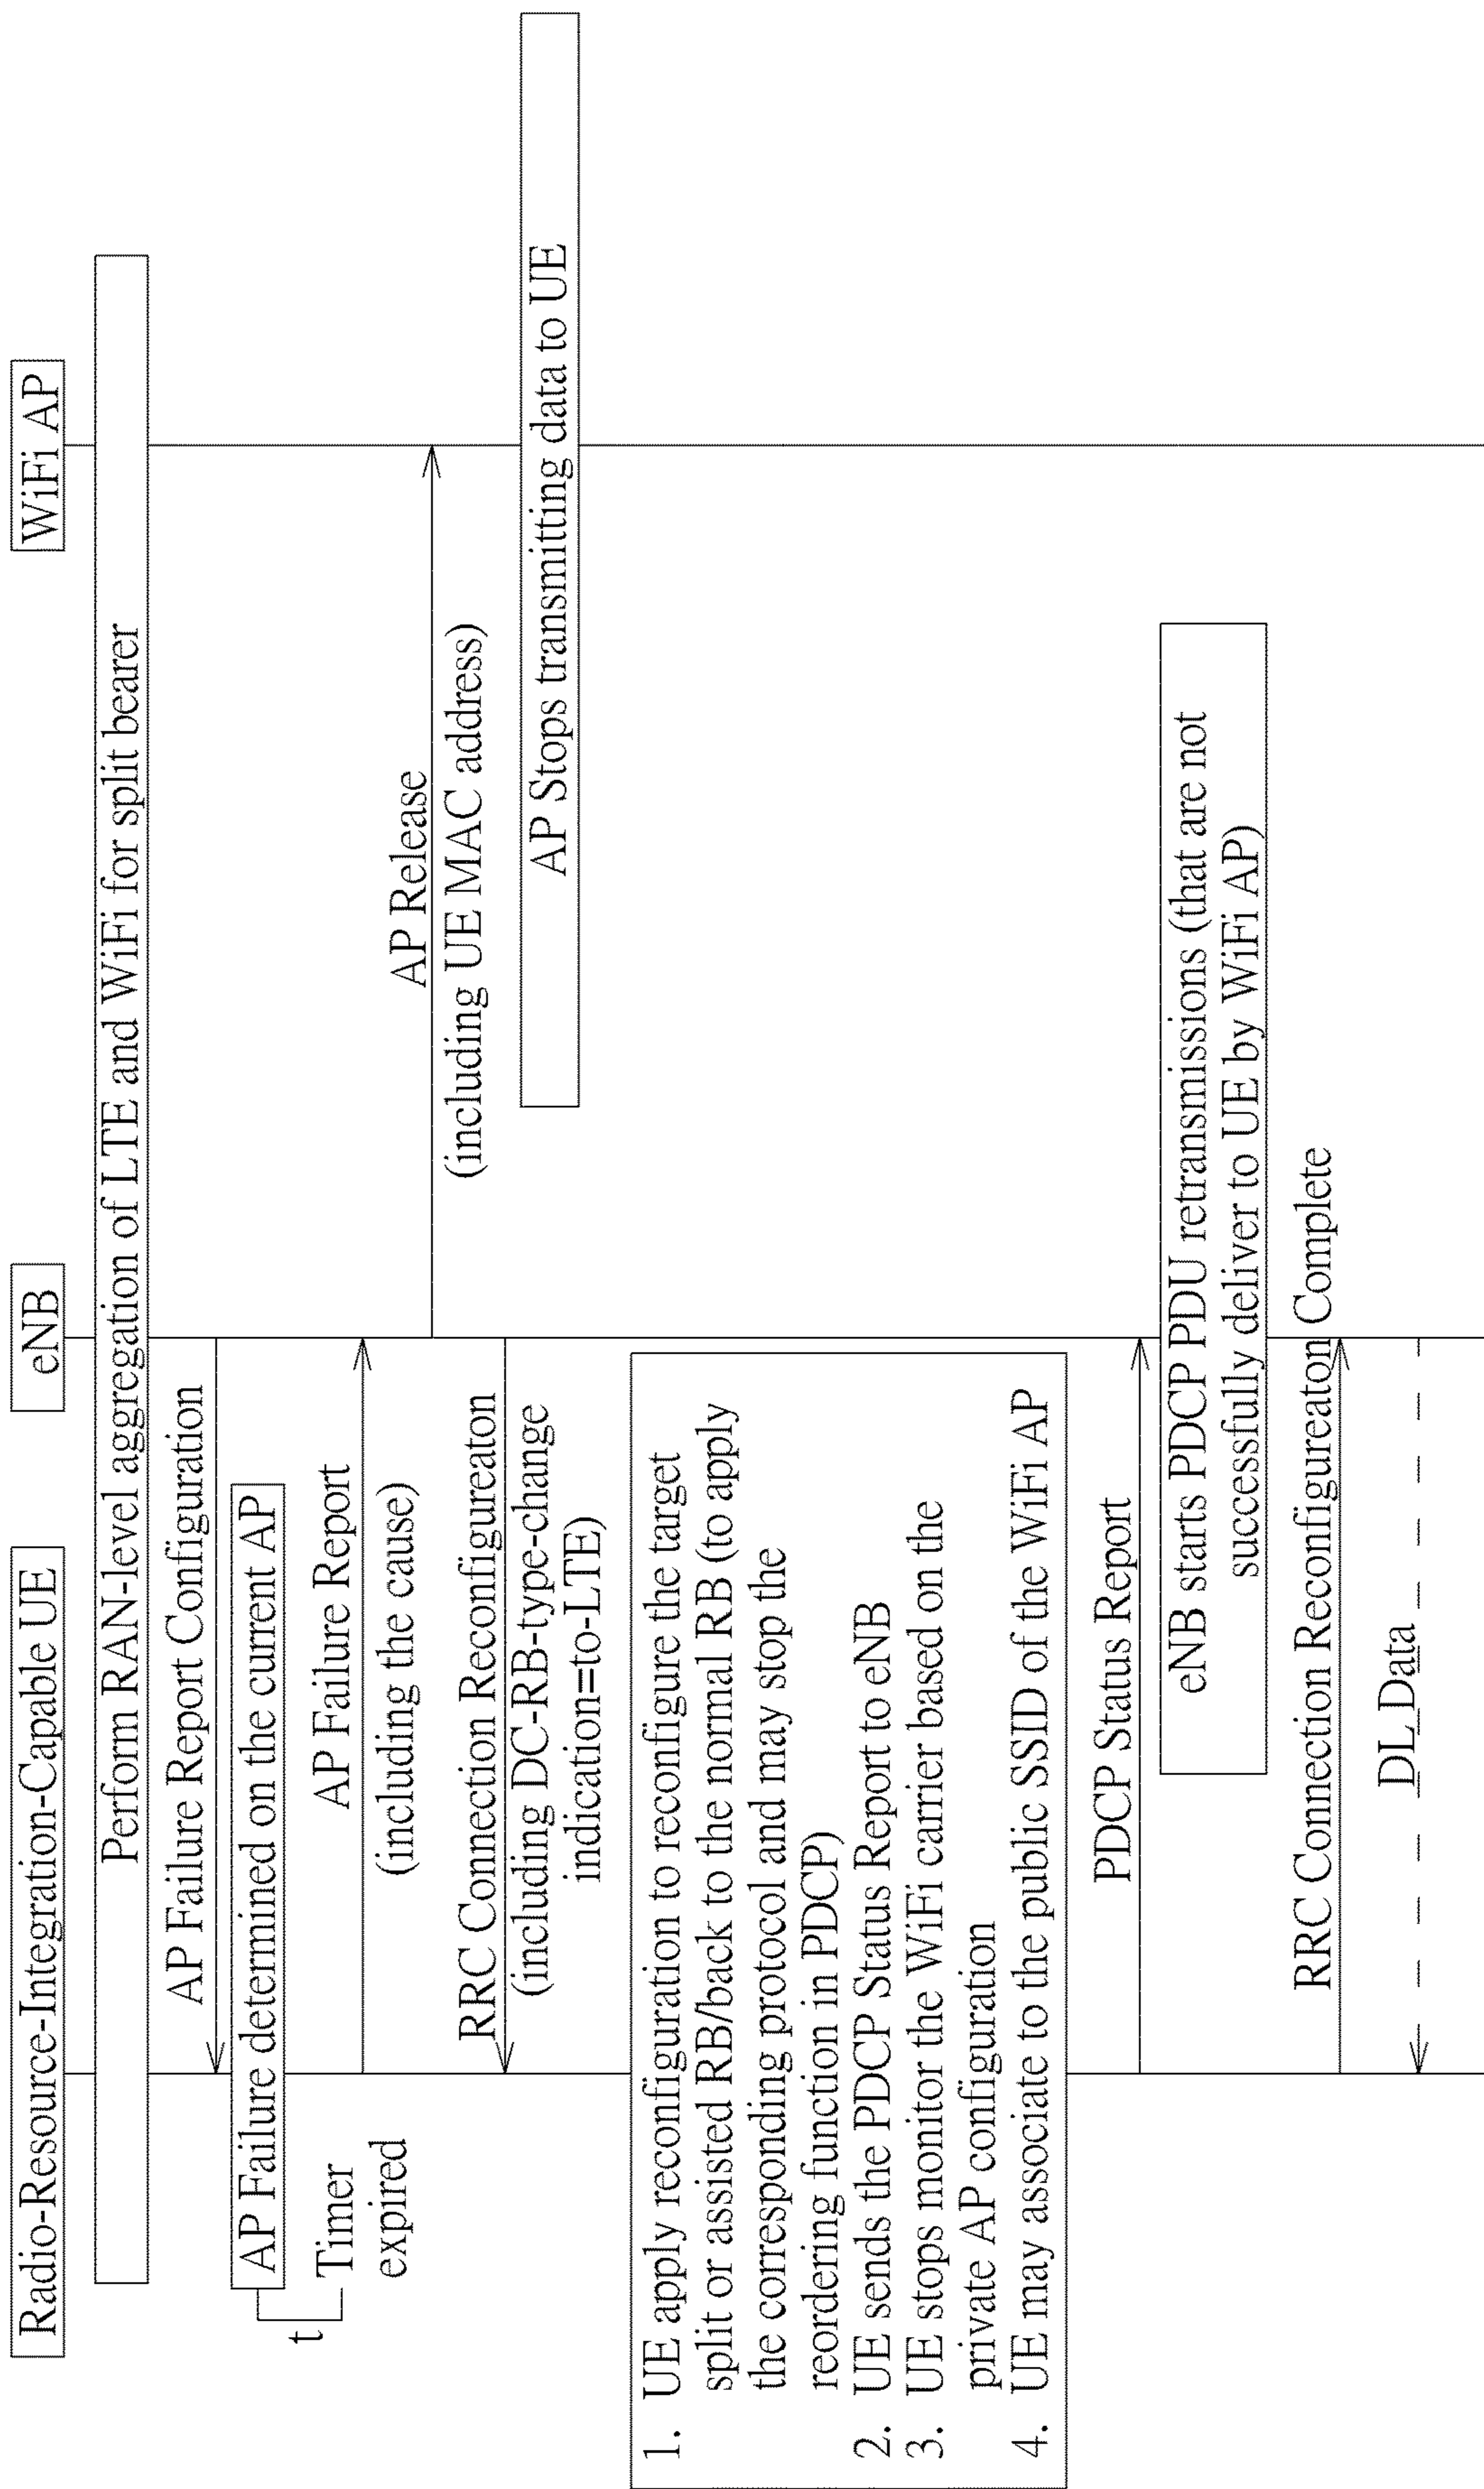 Radio-Resource-Integration-Capable UE
eNB
WiFi AP
Perform RAN-level aggregation of LTE and WiFi for split bearer
AP Failure Report Configuration
AP Failure determined on the current AP
t
Timer
expired
AP Failure Report
(including the cause)
AP Release
(including UE MAC address)
RRC Connection Reconfigureaton
(including DC-RB-type-change
indication=to-LTE)
AP Stops transmitting data to UE
1. UE apply reconfiguration to reconfigure the target
split or assisted RB/back to the normal RB (to apply
the corresponding protocol and may stop the
reordering function in PDCP)
2. UE sends the PDCP Status Report to eNB
3. UE stops monitor the WiFi carrier based on the
private AP configuration
4. UE may associate to the public SSID of the WiFi AP
PDCP Status Report
eNB starts PDCP PDU retransmissions (that are not
successfully deliver to UE by WiFi AP)
RRC Connection Reconfigureaton Complete
DL Data